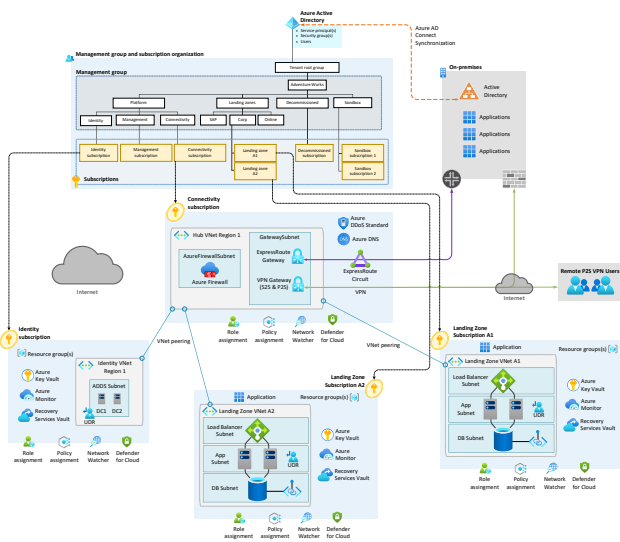 Azure Active
Directory
• Service principal(s)
• Security group(s)
• Users
Azure AD
Connect
Synchronization
Management group and subscription organization
Tenant root group
Management group
Adventure Works
Platform
Landing zones
Decommissioned
Sandbox
Identity
Management
Connectivity
SAP
Corp
Online
Identity
subscription
Management
subscription
Connectivity
subscription
Landing zone
A1
Landing zone
A2
Decommissioned
subscription
Sandbox
subscription 1
Sandbox
subscription 2
Subscriptions
On-premises
Active
Directory
Applications
Applications
Applications
Connectivity
subscription
Hub VNet Region 1
AzureFirewallSubnet
Azure Firewall
GatewaySubnet
ExpressRoute
Gateway
VPN Gateway
(S2S & P2S)
Azure
DDoS Standard
Azure DNS
DNS
ExpressRoute
Circuit
VPN
Internet
Internet
Remote P2S VPN Users
Role
assignment
Policy
assignment
Network
Watcher
Defender
for Cloud
VNet peering
VNet peering
Identity
subscription
Resource group(s)
Azure
Key Vault
Azure
Monitor
Recovery
Services Vault
Identity VNet
Region 1
ADDS Subnet
DC1
DC2
UDR
Role
assignment
Policy
assignment
Network
Watcher
Defender
for Cloud
Landing Zone
Subscription A2
Application
Resource groups(s)
Landing Zone VNet A2
Load Balancer
Subnet
App
Subnet
UDR
DB Subnet
Azure
Key Vault
Azure
Monitor
Recovery
Services Vault
Role
assignment
Policy
assignment
Network
Watcher
Defender
for Cloud
Landing Zone
Subscription A1
Application
Resource groups(s)
Landing Zone VNet A1
Load Balancer
Subnet
App
Subnet
UDR
DB Subnet
Azure
Key Vault
Azure
Monitor
Recovery
Services Vault
Role
assignment
Policy
assignment
Network
Watcher
Defender
for Cloud